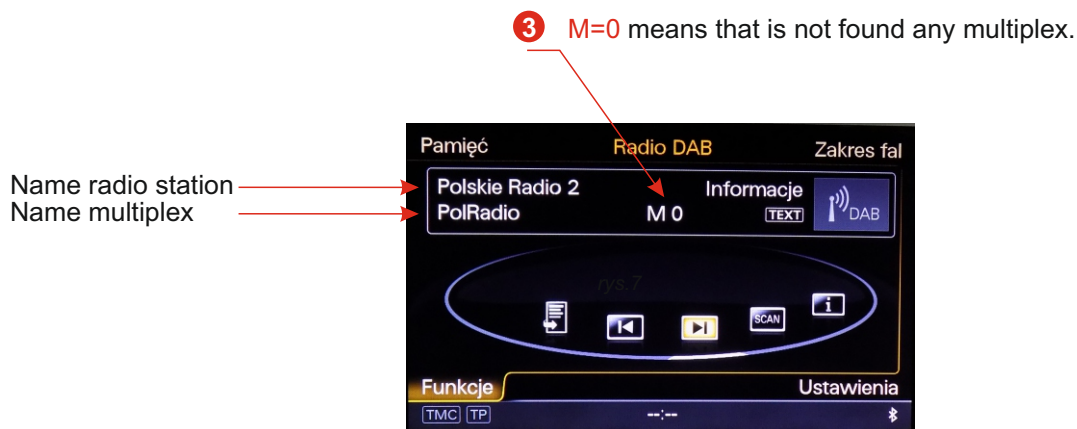 3 M=0 means that is not found any multiplex.
Pamięć Radio DAB Zakres fal
Name radio station
Polskie Radio 2 Informacje
Name multiplex
PolRadio M 0 TEXT DAB
rys.7
SCAN i
Funkcje Ustawienia
TMC TP --:--